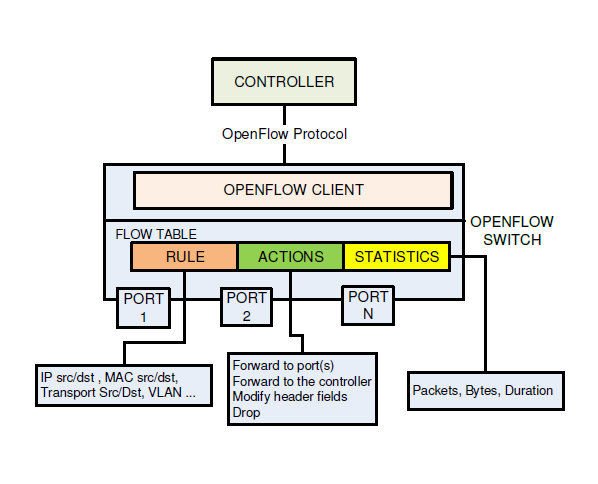 CONTROLLER
OpenFlow Protocol
OPENFLOW CLIENT
OPENFLOW
SWITCH
FLOW TABLE
RULE
ACTIONS
STATISTICS
PORT
1
PORT
2
PORT
N
IP src/dst , MAC src/dst,
Transport Src/Dst, VLAN ...
Forward to port(s)
Forward to the controller
Modify header fields
Drop
Packets, Bytes, Duration